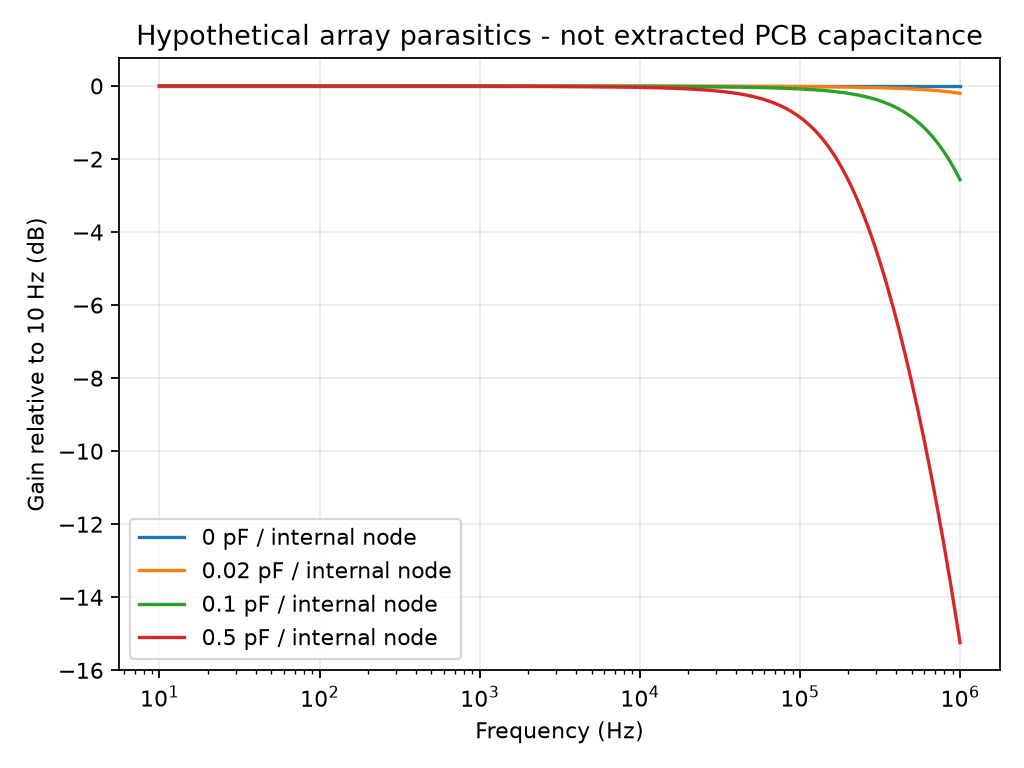 Hypothetical array parasitics - not extracted PCB capacitance
Gain relative to 10 Hz (dB)
0
−2
−4
−6
−8
−10
−12
−14
−16
0 pF / internal node
0.02 pF / internal node
0.1 pF / internal node
0.5 pF / internal node
10¹ 10² 10³ 10⁴ 10⁵ 10⁶
Frequency (Hz)